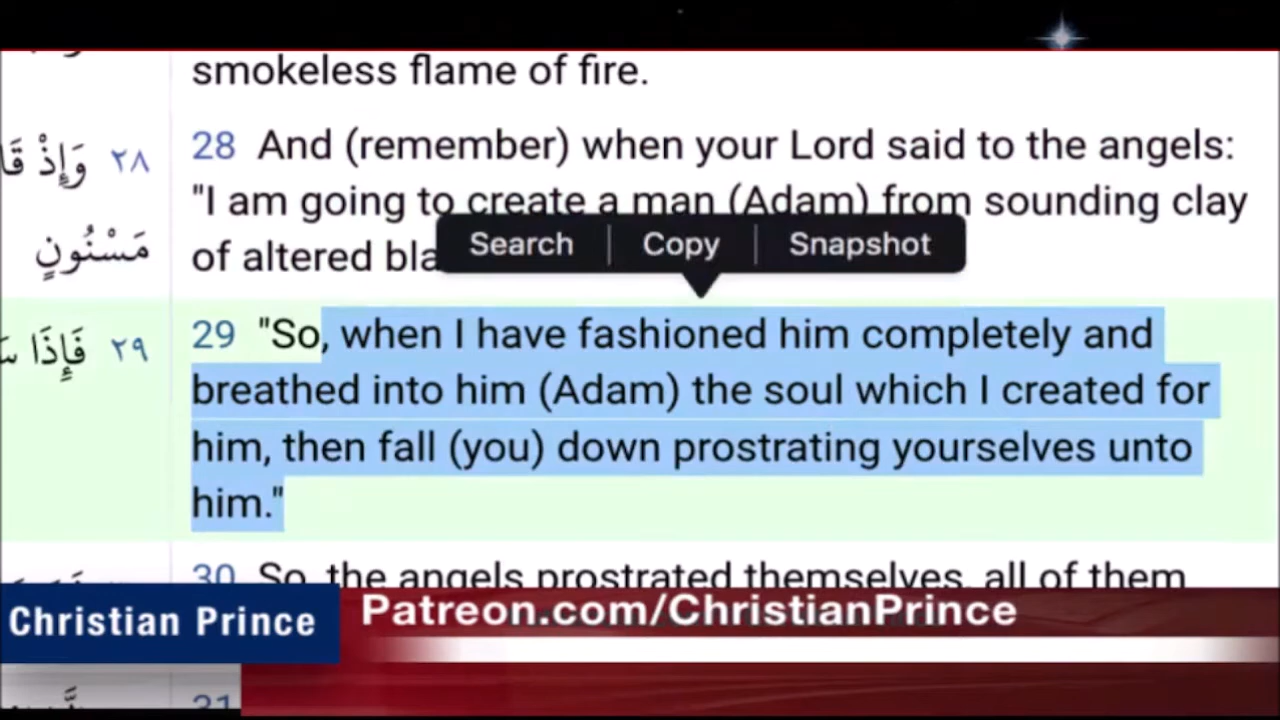 smokeless flame of fire.
٢٨ وَإِذْ قَا
28 And (remember) when your Lord said to the angels:
"I am going to create a man (Adam) from sounding clay
Search | Copy | Snapshot
مَسْنُونٍ
of altered bla
٢٩ فَإِذَا سَ
29 "So, when I have fashioned him completely and
breathed into him (Adam) the soul which I created for
him, then fall (you) down prostrating yourselves unto
him."
30 So, the angels prostrated themselves, all of them
Christian Prince
Patreon.com/ChristianPrince
31